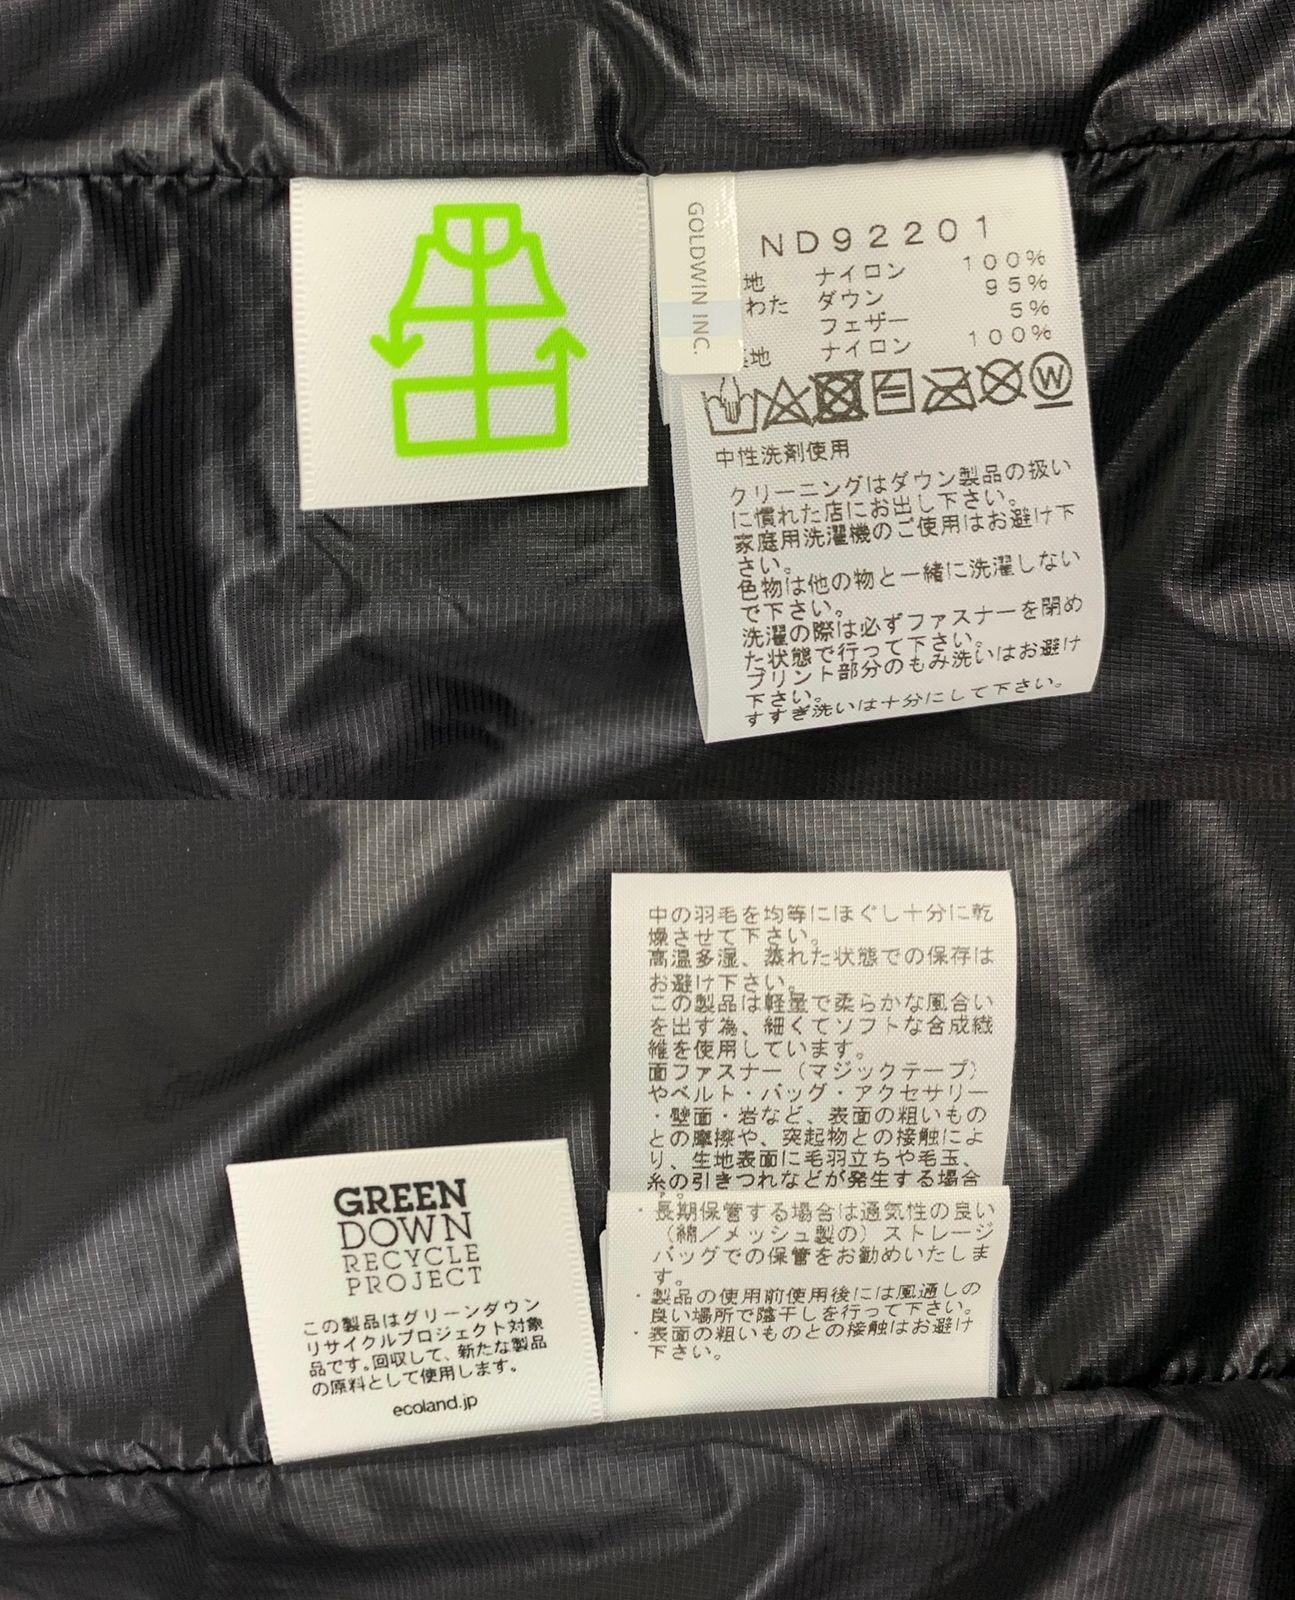 GOLDWIN INC.
ND92201
地 ナイロン 100%
わた ダウン 95%
フェザー 5%
地 ナイロン 100%
W
中性洗剤使用
クリーニングはダウン製品の扱い
に慣れた店にお出し下さい。
家庭用洗濯機のご使用はお避け下
さい。
色物は他の物と一緒に洗濯しない
で下さい。
洗濯の際は必ずファスナーを閉め
た状態で行って下さい。
プリント部分のもみ洗いはお避け
下さい。
すすぎ洗いは十分にして下さい。
中の羽毛を均等にほぐし十分に乾
燥させて下さい。
高温多湿、蒸れた状態での保存は
お避け下さい。
この製品は軽量で柔らかな風合い
を出す為、細くてソフトな合成繊
維を使用しています。
面ファスナー(マジックテープ)
やベルト・バッグ・アクセサリー
・壁面・岩など、表面の粗いもの
との摩擦や、突起物との接触によ
り、生地表面に毛羽立ちや毛玉、
糸の引きつれなどが発生する場合
・長期保管する場合は通気性の良い
(綿/メッシュ製の)ストレージ
バッグでの保管をお勧めいたしま
す。
・製品の使用前使用後には風通しの
良い場所で陰干しを行って下さい。
・表面の粗いものとの接触はお避け
下さい。
GREEN
DOWN
RECYCLE
PROJECT
この製品はグリーンダウン
リサイクルプロジェクト対象
品です。回収して、新たな製品
の原料として使用します。
ecoland.jp